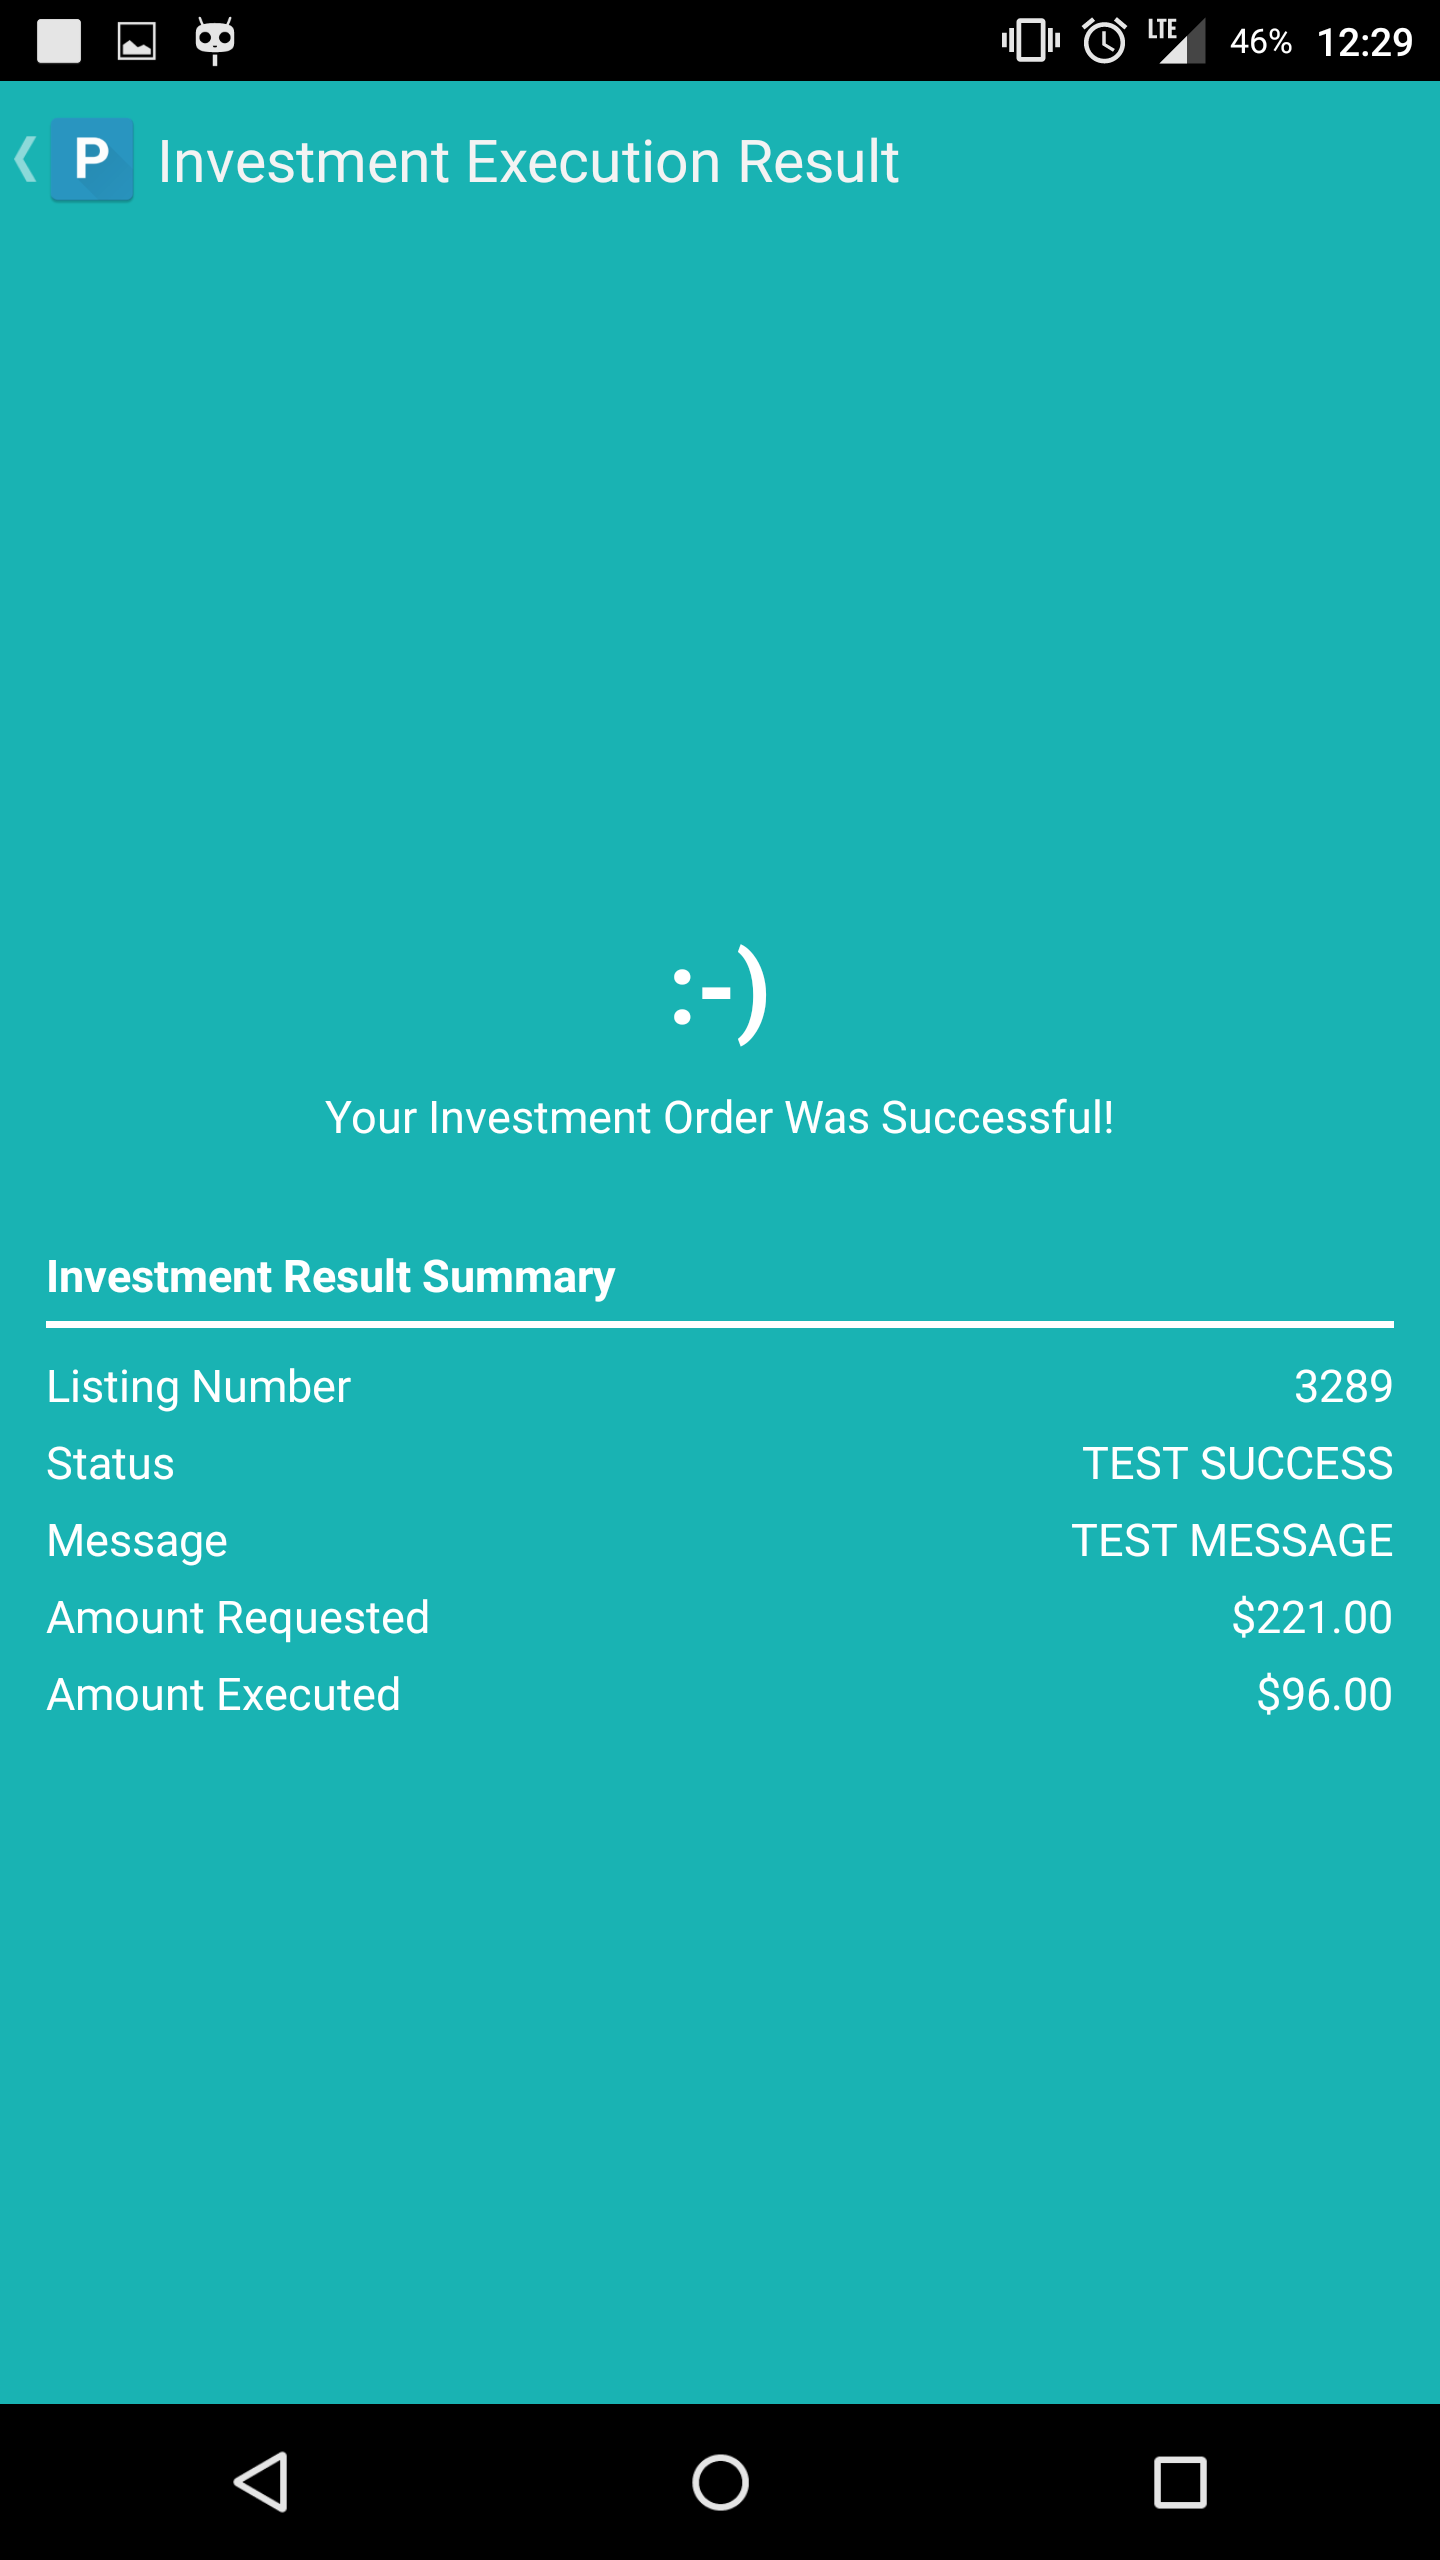 LTE 46% 12:29
P Investment Execution Result
:-)
Your Investment Order Was Successful!
Investment Result Summary
Listing Number 3289
Status TEST SUCCESS
Message TEST MESSAGE
Amount Requested $221.00
Amount Executed $96.00